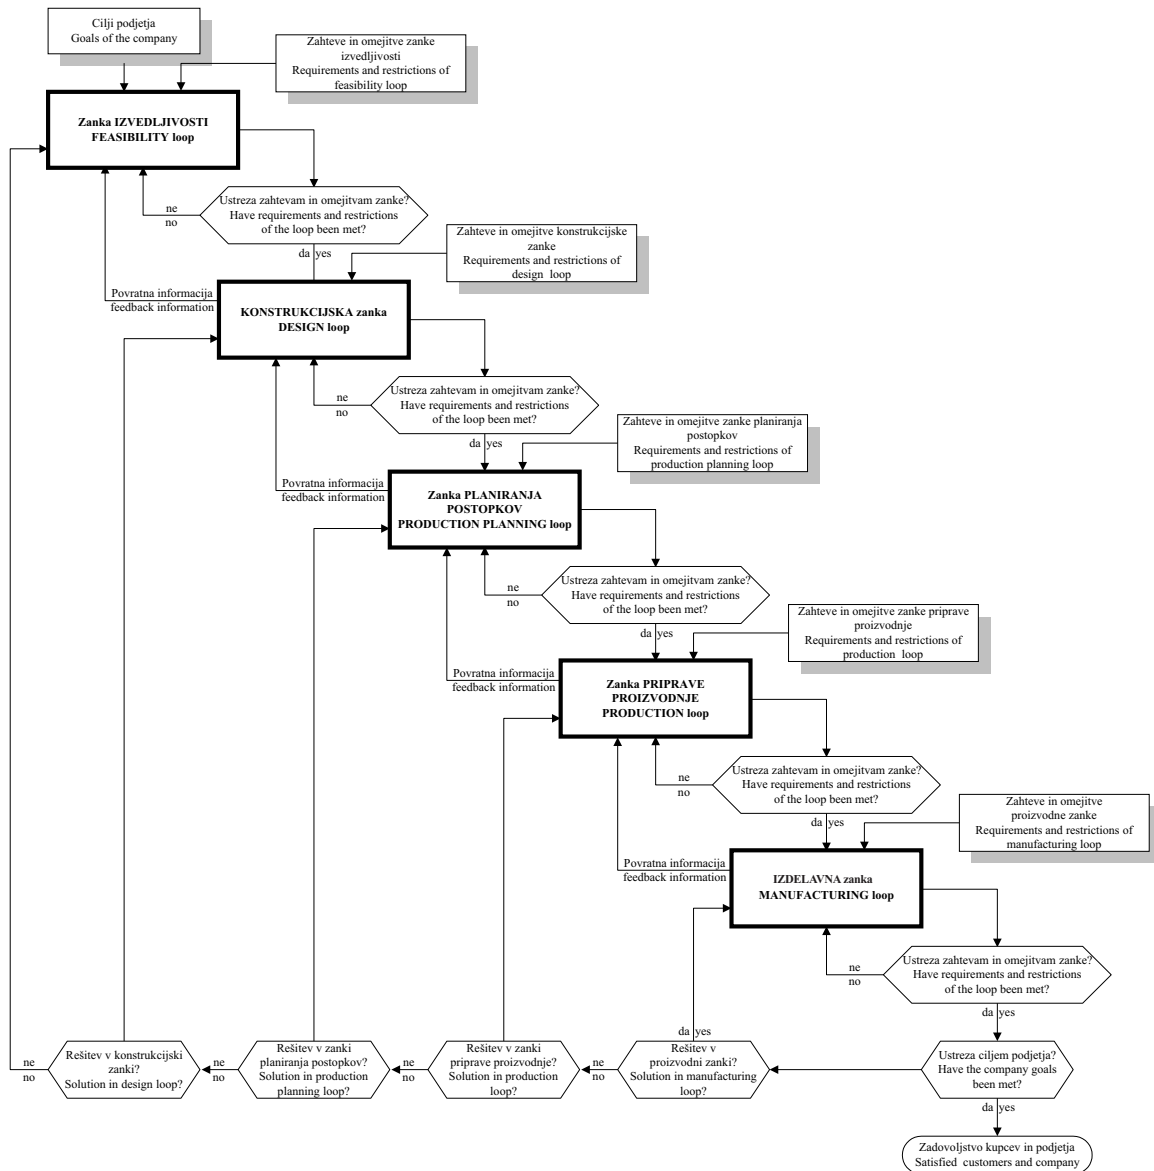 Cilji podjetja
Goals of the company
Zahteve in omejitve zanke
izvedljivosti
Requirements and restrictions of
feasibility loop
Zanka IZVEDLJIVOSTI
FEASIBILITY loop
Ustreza zahtevam in omejitvam zanke?
Have requirements and restrictions
of the loop been met?
ne
no
da yes
Zahteve in omejitve konstrukcijske
zanke
Requirements and restrictions of
design loop
Povratna informacija
feedback information
KONSTRUKCIJSKA zanka
DESIGN loop
Ustreza zahtevam in omejitvam zanke?
Have requirements and restrictions
of the loop been met?
ne
no
da yes
Zahteve in omejitve zanke planiranja
postopkov
Requirements and restrictions of
production planning loop
Povratna informacija
feedback information
Zanka PLANIRANJA
POSTOPKOV
PRODUCTION PLANNING loop
Ustreza zahtevam in omejitvam zanke?
Have requirements and restrictions
of the loop been met?
ne
no
da yes
Zahteve in omejitve zanke priprave
proizvodnje
Requirements and restrictions of
production loop
Povratna informacija
feedback information
Zanka PRIPRAVE
PROIZVODNJE
PRODUCTION loop
Ustreza zahtevam in omejitvam zanke?
Have requirements and restrictions
of the loop been met?
ne
no
da yes
Zahteve in omejitve
proizvodne zanke
Requirements and restrictions of
manufacturing loop
Povratna informacija
feedback information
IZDELAVNA zanka
MANUFACTURING loop
Ustreza zahtevam in omejitvam zanke?
Have requirements and restrictions
of the loop been met?
ne
no
da yes
da yes
ne
no
Rešitev v konstrukcijski
zanki?
Solution in design loop?
ne
no
Rešitev v zanki
planiranja postopkov?
Solution in production
planning loop?
ne
no
Rešitev v zanki
priprave proizvodnje?
Solution in production
loop?
ne
no
Rešitev v
proizvodni zanki?
Solution in manufacturing
loop?
Ustreza ciljem podjetja?
Have the company goals
been met?
da yes
Zadovoljstvo kupcev in podjetja
Satisfied customers and company